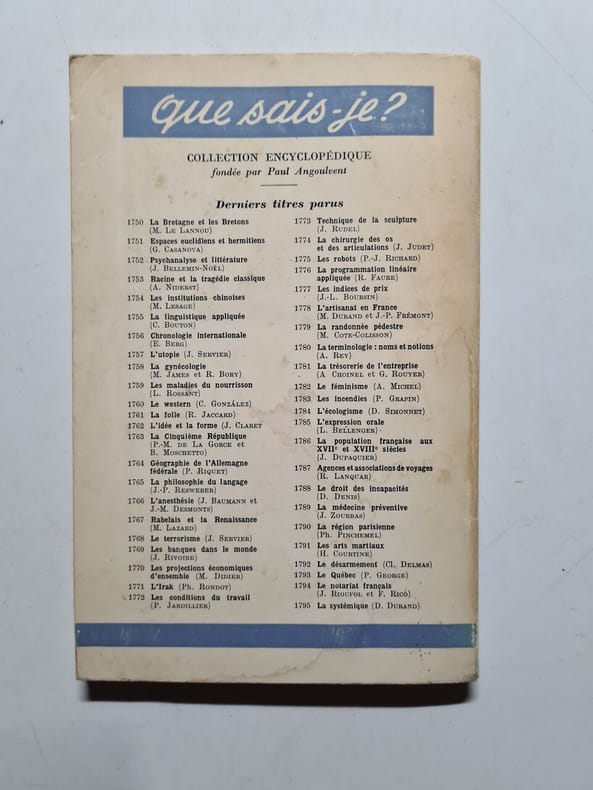 que sais-je?
COLLECTION ENCYCLOPÉDIQUE
fondée par Paul Angoulvent
Derniers titres parus
1750 La Bretagne et les Bretons
(M. LE LANNOU)
1751 Espaces euclidiens et hermitiens
(G. CASANOVA)
1752 Psychanalyse et littérature
(J. BELLEMIN-NOËL)
1753 Racine et la tragédie classique
(A. NIDERST)
1754 Les institutions chinoises
(M. LESAGE)
1755 La linguistique appliquée
(C. BOUTON)
1756 Chronologie internationale
(E. BERG)
1757 L'utopie (J. SERVIER)
1758 La gynécologie
(M. JAMES et R. BORY)
1759 Les maladies du nourrisson
(L. ROSSANT)
1760 Le western (C. GONZÁLEZ)
1761 La folie (R. JACCARD)
1762 L'idée et la forme (J. CLARET
1763 La Cinquième République
(P.-M. DE LA GORCE et
B. MOSCHETTO)
1764 Géographie de l'Allemagne
fédérale (P. RIQUET)
1765 La philosophie du langage
(J.-P. RESWEBER)
1766 L'anesthésie (J. BAUMANN et
J.-M. DESMONTS)
1767 Rabelais et la Renaissance
(M. LAZARD)
1768 Le terrorisme (J. SERVIER)
1769 Les banques dans le monde
(J. RIVOIRE)
1770 Les projections économiques
d'ensemble (M. DIDIER)
1771 L'Irak (Ph. RONDOT)
1772 Les conditions du travail
(P. JARDILLIER)
1773 Technique de la sculpture
(J. RUDEL)
1774 La chirurgie des os
et des articulations (J. JUDET)
1775 Les robots (P.-J. RICHARD)
1776 La programmation linéaire
appliquée (R. FAURE)
1777 Les indices de prix
(J.-L. BOURSIN)
1778 L'artisanat en France
(M. DURAND et J.-P. FRÉMONT)
1779 La randonnée pédestre
(M. COTE-COLISSON)
1780 La terminologie : noms et notions
(A. REY)
1781 La trésorerie de l'entreprise
(A CHOINEL et G. ROUYER)
1782 Le féminisme (A. MICHEL)
1783 Les incendies (P. GRAPIN)
1784 L'écologisme (D. SIMONNET)
1785 L'expression orale
(L. BELLENGER)
1786 La population française aux
XVIIe et XVIIIe siècles
(J. DUPAQUIER)
1787 Agences et associations de voyages
(R. LANQUAR)
1788 Le droit des incapacités
(D. DENIS)
1789 La médecine préventive
(J. ZOURBAS)
1790 La région parisienne
(Ph. PINCHEMEL)
1791 Les arts martiaux
(H. COURTINE)
1792 Le désarmement (Cl. DELMAS)
1793 Le Québec (P. GEORGE)
1794 Le notariat français
(J. RIOUFOL et F. RICO)
1795 La systémique (D. DURAND)